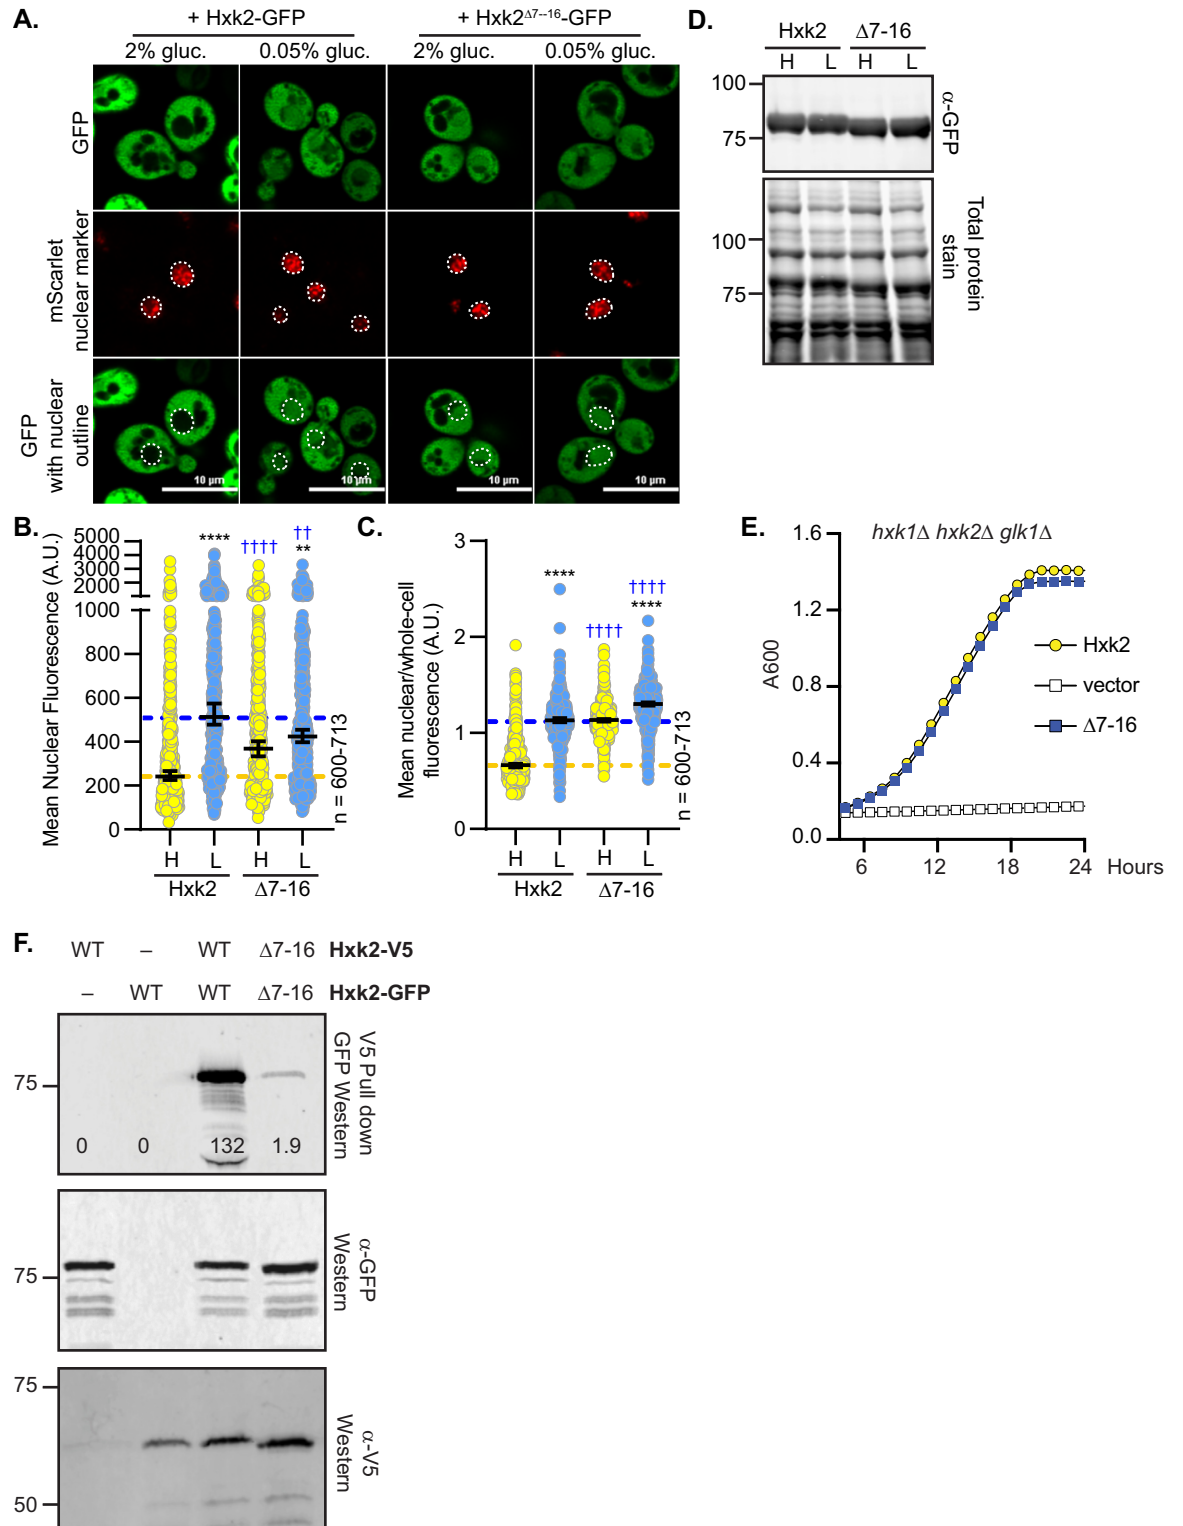 A.
+ Hxk2-GFP
+ Hxk2Δ7--16-GFP
2% gluc.
0.05% gluc.
2% gluc.
0.05% gluc.
GFP
mScarlet
nuclear marker
GFP
with nuclear
outline
10 µm
10 µm
10 µm
10 µm
B.
Mean Nuclear Fluorescence (A.U.)
5000
4000
3000
2000
1000
800
600
400
200
0
****
††††
††
**
n = 600-713
H
L
H
L
Hxk2
Δ7-16
C.
Mean nuclear/whole-cell
fluorescence (A.U.)
3
2
1
0
****
††††
††††
****
n = 600-713
H
L
H
L
Hxk2
Δ7-16
D.
Hxk2
Δ7-16
H
L
H
L
100
75
α-GFP
100
75
Total protein
stain
E.
hxk1Δ hxk2Δ glk1Δ
A600
1.6
1.2
0.8
0.4
0.0
6
12
18
24
Hours
Hxk2
vector
Δ7-16
F.
WT – WT Δ7-16 Hxk2-V5
– WT WT Δ7-16 Hxk2-GFP
75
0
0
132
1.9
V5 Pull down
GFP Western
75
α-GFP
Western
75
50
α-V5
Western